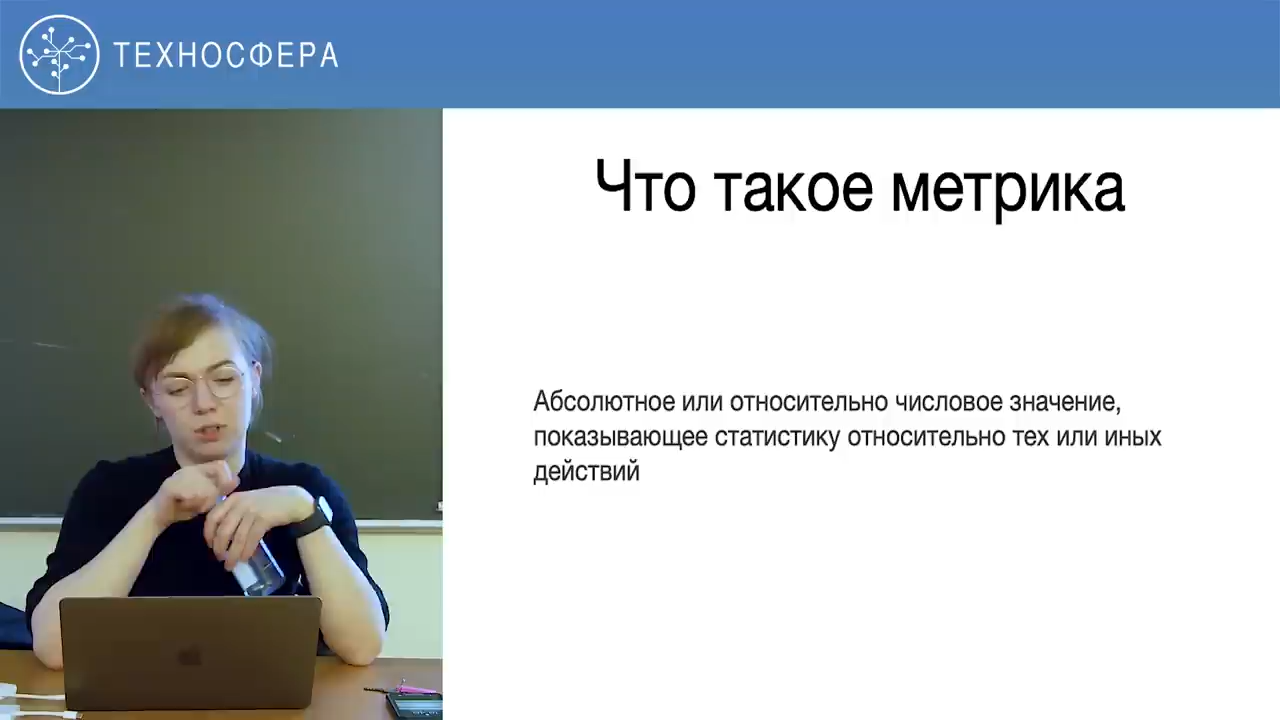 ТЕХНОСФЕРА
Что такое метрика
Абсолютное или относительно числовое значение,
показывающее статистику относительно тех или иных
действий